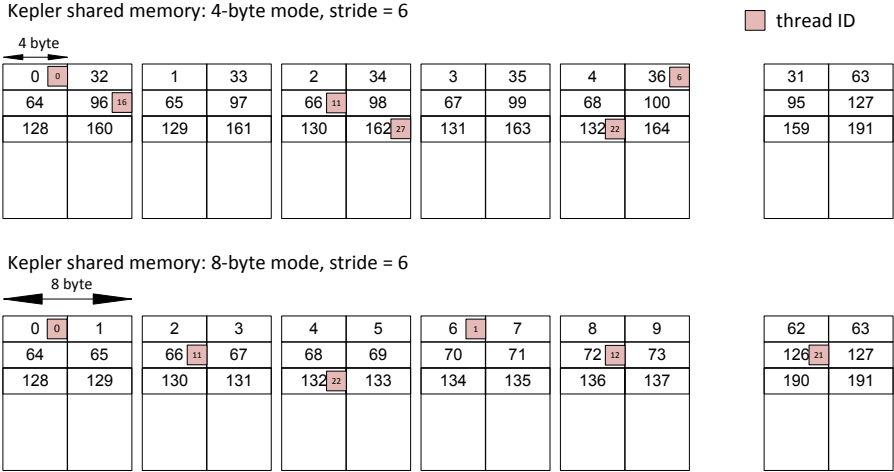 Kepler shared memory: 4-byte mode, stride = 6
thread ID
4 byte
0 0 32 1 33 2 34 3 35 4 36 6 31 63
64 96 16 65 97 66 11 98 67 99 68 100 95 127
128 160 129 161 130 162 27 131 163 132 22 164 159 191
Kepler shared memory: 8-byte mode, stride = 6
8 byte
0 0 1 2 3 4 5 6 1 7 8 9 62 63
64 65 66 11 67 68 69 70 71 72 12 73 126 21 127
128 129 130 131 132 22 133 134 135 136 137 190 191